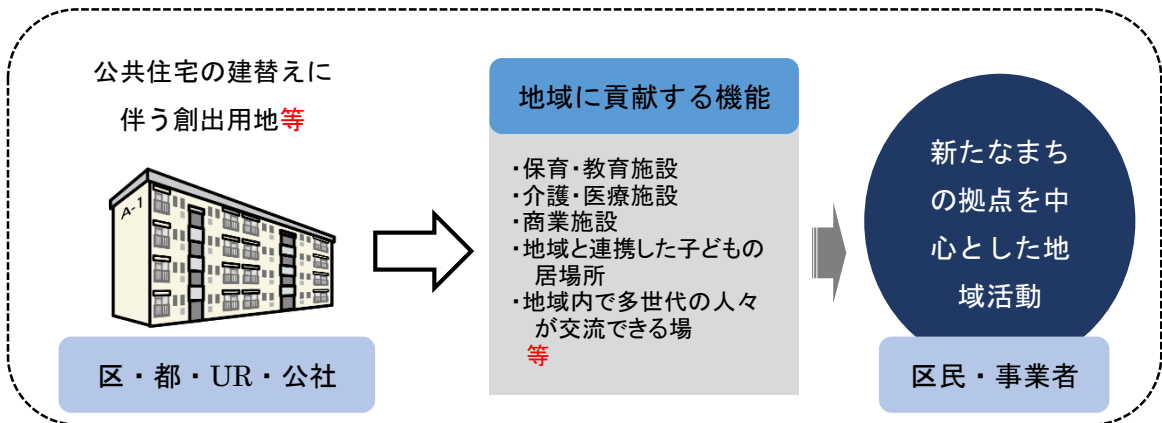 公共住宅の建替えに
伴う創出用地等
A-1
区・都・UR・公社
地域に貢献する機能
・保育・教育施設
・介護・医療施設
・商業施設
・地域と連携した子どもの
居場所
・地域内で多世代の人々
が交流できる場
等
新たなまち
の拠点を中
心とした地
域活動
区民・事業者